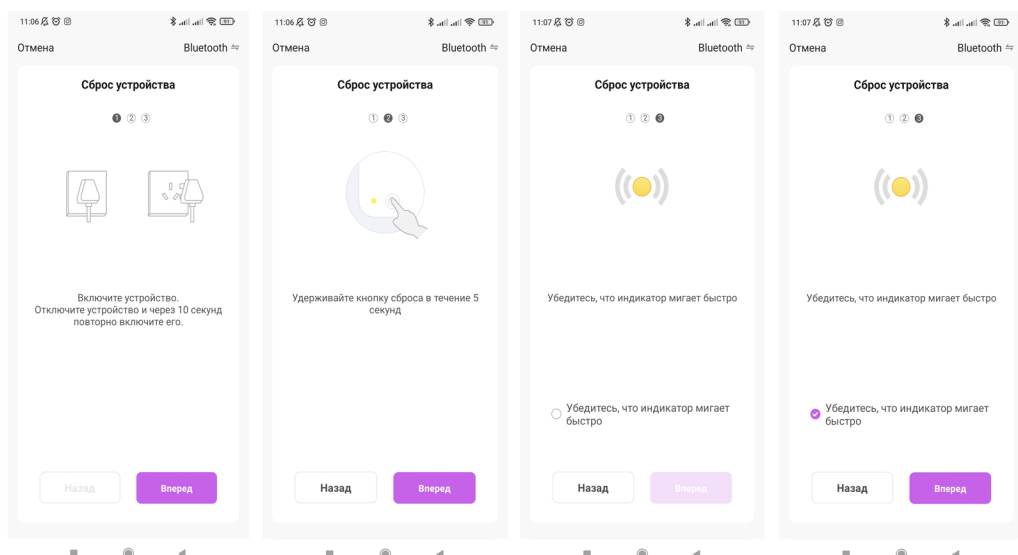 11:06
91
Отмена
Bluetooth
Сброс устройства
1 2 3
Включите устройство.
Отключите устройство и через 10 секунд
повторно включите его.
Назад
Вперед
11:06
91
Отмена
Bluetooth
Сброс устройства
1 2 3
Удерживайте кнопку сброса в течение 5
секунд
Назад
Вперед
11:07
91
Отмена
Bluetooth
Сброс устройства
1 2 3
Убедитесь, что индикатор мигает быстро
Убедитесь, что индикатор мигает
быстро
Назад
Вперед
11:07
91
Отмена
Bluetooth
Сброс устройства
1 2 3
Убедитесь, что индикатор мигает быстро
Убедитесь, что индикатор мигает
быстро
Назад
Вперед